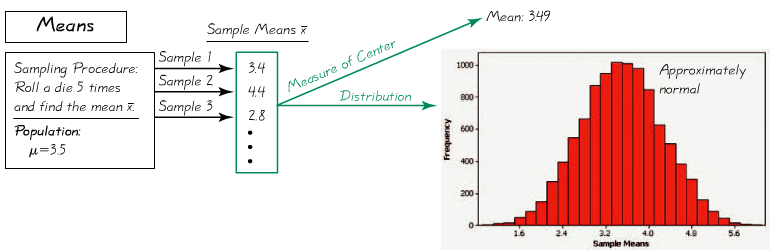 Means
Sample Means x̄
Mean: 3.49
Sampling Procedure:
Roll a die 5 times
and find the mean x̄.
Population:
μ=3.5
Sample 1
Sample 2
Sample 3
3.4
4.4
2.8
Measure of Center
Distribution
Approximately
normal
Frequency
1000
800
600
400
200
0
1.6 2.4 3.2 4.0 4.8 5.6
Sample Means